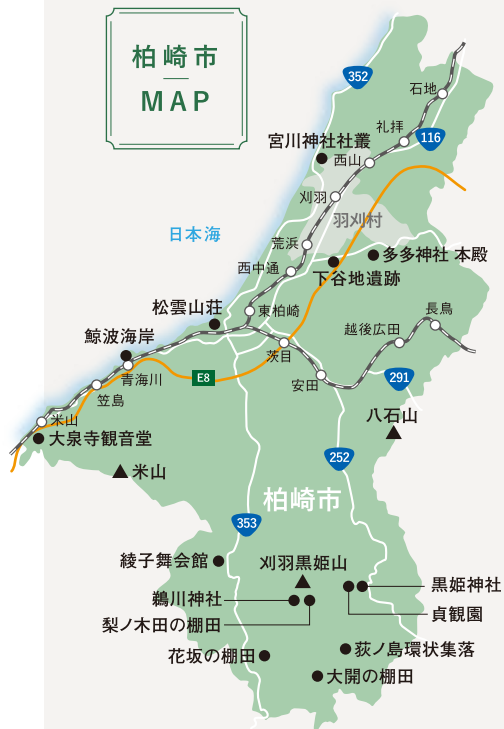 柏崎市
MAP
352
石地
礼拝
116
宮川神社社叢
西山
刈羽
羽刈村
日本海
荒浜
多多神社 本殿
西中通
下谷地遺跡
松雲山荘
東柏崎
長鳥
越後広田
鯨波海岸
茨目
青海川
E8
安田
291
笠島
米山
八石山
大泉寺観音堂
252
米山
柏崎市
353
綾子舞会館
刈羽黒姫山
黒姫神社
鵜川神社
貞観園
梨ノ木田の棚田
荻ノ島環状集落
花坂の棚田
大開の棚田